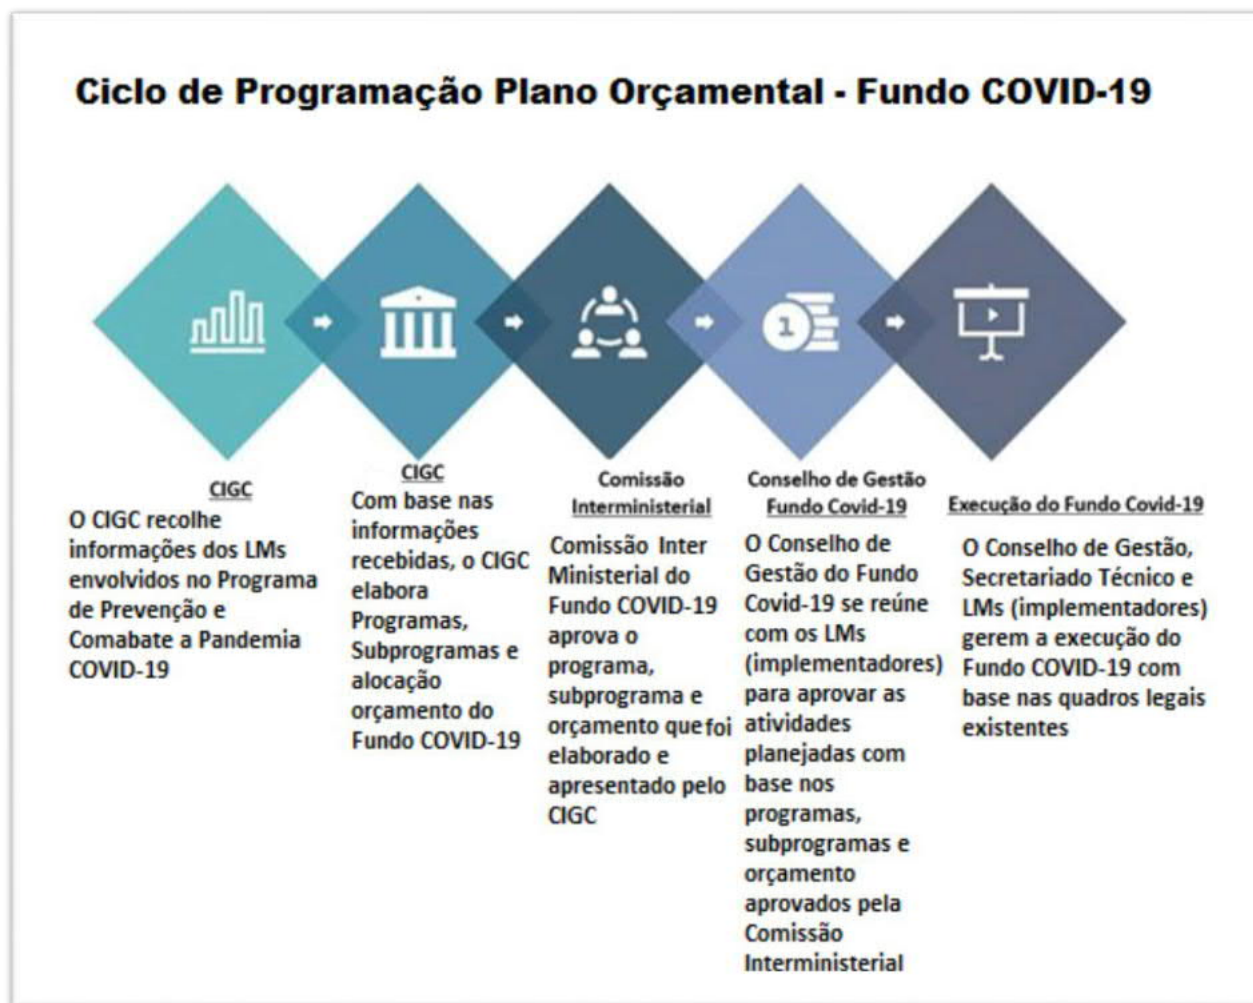 Ciclo de Programação Plano Orçamental - Fundo COVID-19
1
CIGC
O CIGC recolhe
informações dos LMs
envolvidos no Programa
de Prevenção e
Comabate a Pandemia
COVID-19
CIGC
Com base nas
informações
recebidas, o CIGC
elabora
Programas,
Subprogramas e
alocação
orçamento do
Fundo COVID-19
Comissão
Interministerial
Comissão Inter
Ministerial do
Fundo COVID-19
aprova o
programa,
subprograma e
orçamento que foi
elaborado e
apresentado pelo
CIGC
Conselho de Gestão
Fundo Covid-19
O Conselho de
Gestão do Fundo
Covid-19 se reúne
com os LMs
(implementadores)
para aprovar as
atividades
planejadas com
base nos
programas,
subprogramas e
orçamento
aprovados pela
Comissão
Interministerial
Execução do Fundo Covid-19
O Conselho de Gestão,
Secretariado Técnico e
LMs (implementadores)
gerem a execução do
Fundo COVID-19 com
base nas quadros legais
existentes